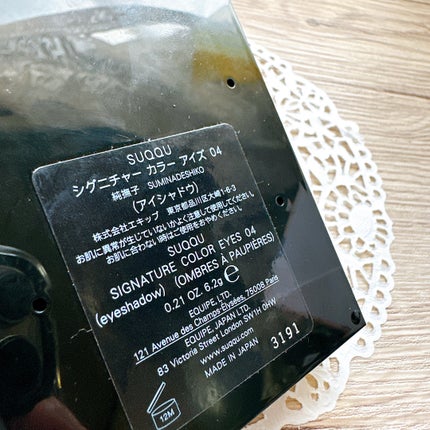 SUQQU
シグニチャー カラー アイズ 04
純撫子 SUMINADESHIKO
(アイシャドウ)
株式会社エキップ 東京都品川区大崎1-6-3
お肌に異常が生じていないかよく注意して使用してください。
お肌に合わない時はご使用をおやめください。
SUQQU
SIGNATURE COLOR EYES 04
(eyeshadow) (OMBRES À PAUPIÈRES)
0.21 OZ. 6.2g ℮
EQUIPE, LTD.
121 Avenue des Champs-Élysées, 75008 Paris
EQUIPE, JAPAN LTD.
83 Victoria Street London SW1H 0HW
www.suqqu.com
MADE IN JAPAN
3191
12M